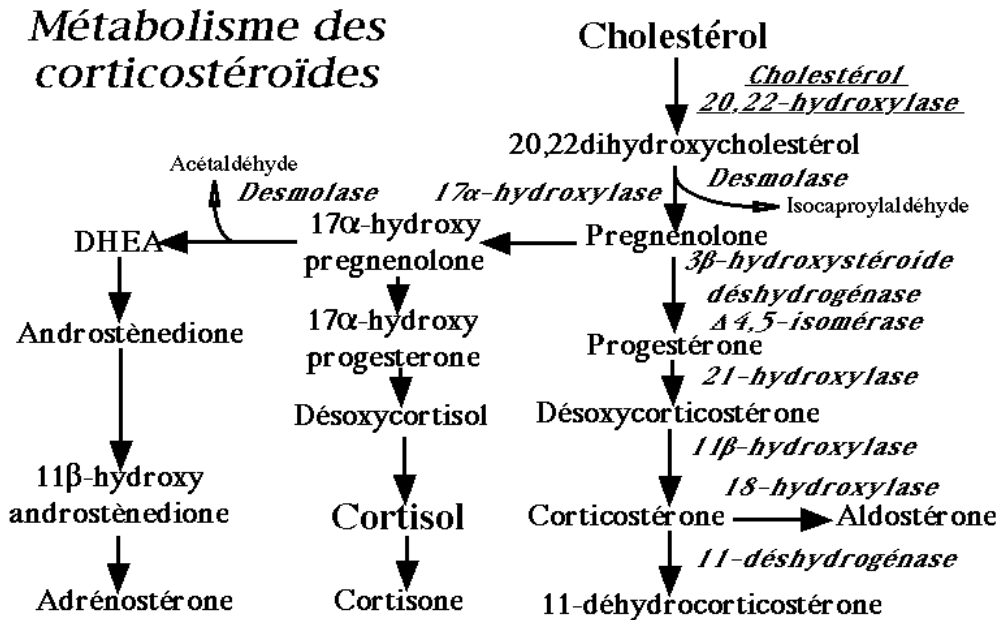 Métabolisme des
corticostéroïdes
Cholestérol
Cholestérol
20,22-hydroxylase
20,22dihydroxycholestérol
Acétaldéhyde
Desmolase
17α-hydroxylase
Desmolase
Isocaproylaldéhyde
DHEA
17α-hydroxy
pregnenolone
Pregnenolone
3β-hydroxystéroide
déshydrogénase
Δ4,5-isomérase
Androstènedione
17α-hydroxy
progesterone
Progestérone
21-hydroxylase
Désoxycortisol
Désoxycorticostérone
11β-hydroxylase
11β-hydroxy
androstènedione
Cortisol
18-hydroxylase
Corticostérone
Aldostérone
11-déshydrogénase
Adrénostérone
Cortisone
11-déhydrocorticostérone